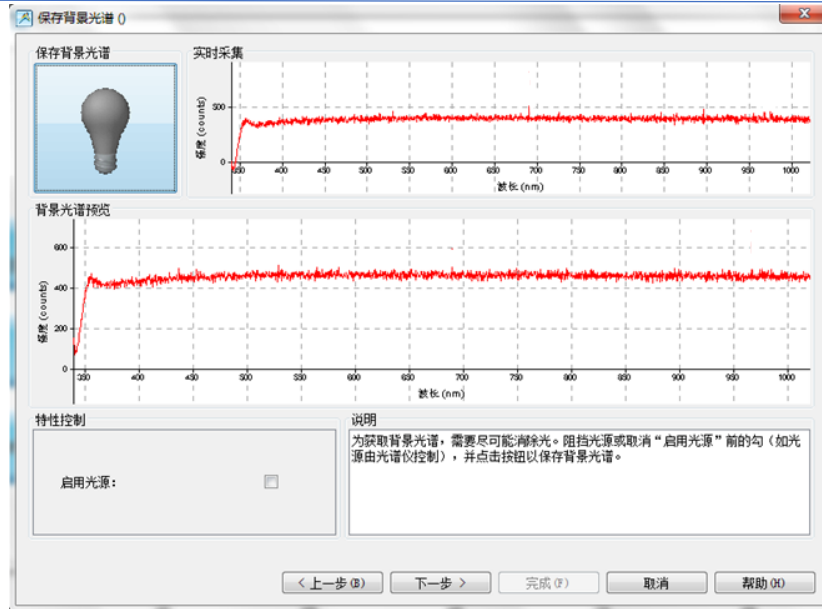 保存背景光谱 ()
保存背景光谱
实时采集
强度 (counts)
500
0
350 400 450 500 550 600 650 700 750 800 850 900 950 1000
波长 (nm)
背景光谱预览
强度 (counts)
600
400
200
0
350 400 450 500 550 600 650 700 750 800 850 900 950 1000
波长 (nm)
特性控制
启用光源:
说明
为获取背景光谱，需要尽可能消除光。阻挡光源或取消“启用光源”前的勾（如光
源由光谱仪控制），并点击按钮以保存背景光谱。
< 上一步(B)
下一步 >
完成(F)
取消
帮助(H)